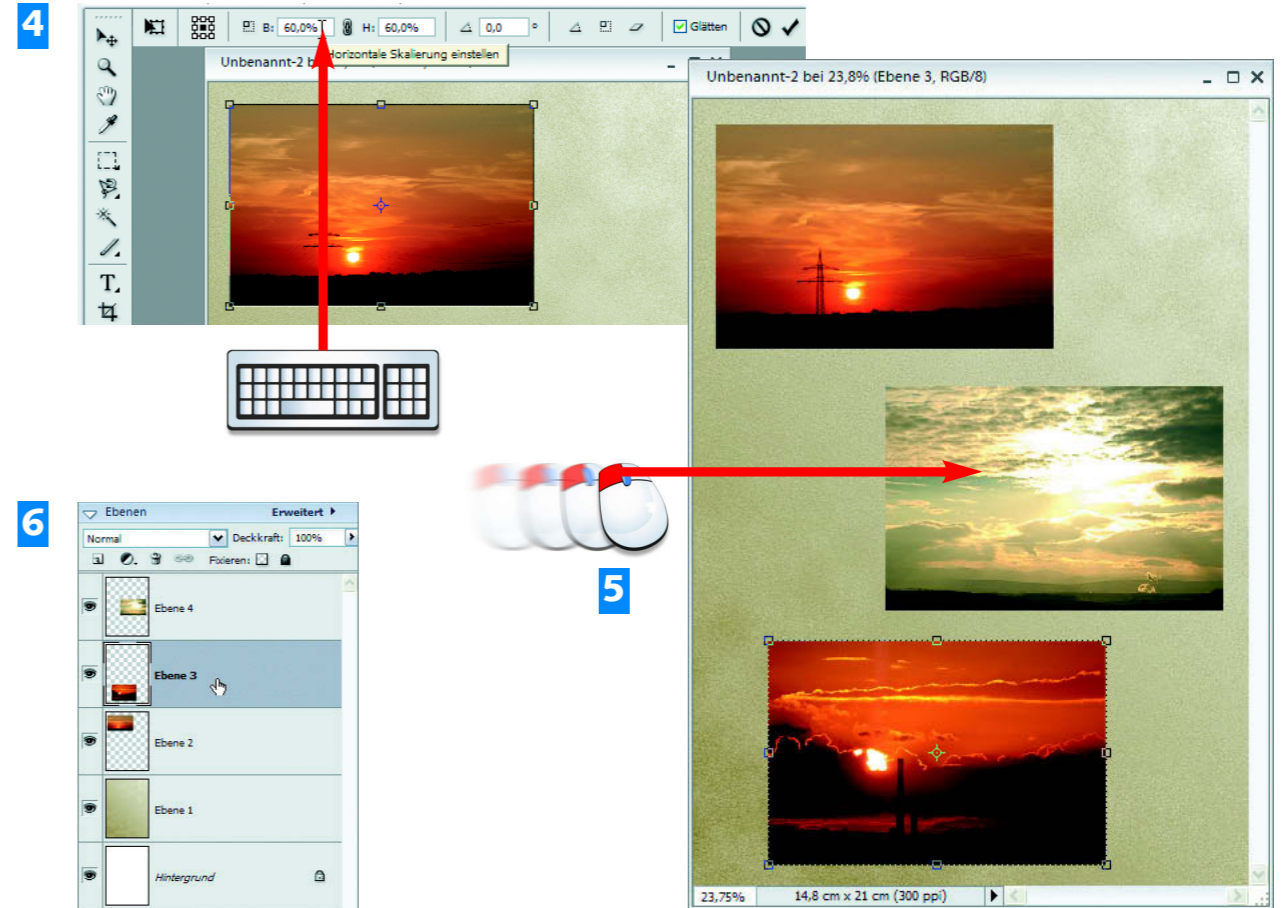 4
B: 60,0% H: 60,0% 0,0 ° Glätten
Horizontale Skalierung einstellen
Unbenannt-2 b
T
Unbenannt-2 bei 23,8% (Ebene 3, RGB/8)
23,75% 14,8 cm x 21 cm (300 ppi)
5
6
Ebenen Erweitert
Normal Deckkraft: 100%
Fixieren:
Ebene 4
Ebene 3
Ebene 2
Ebene 1
Hintergrund